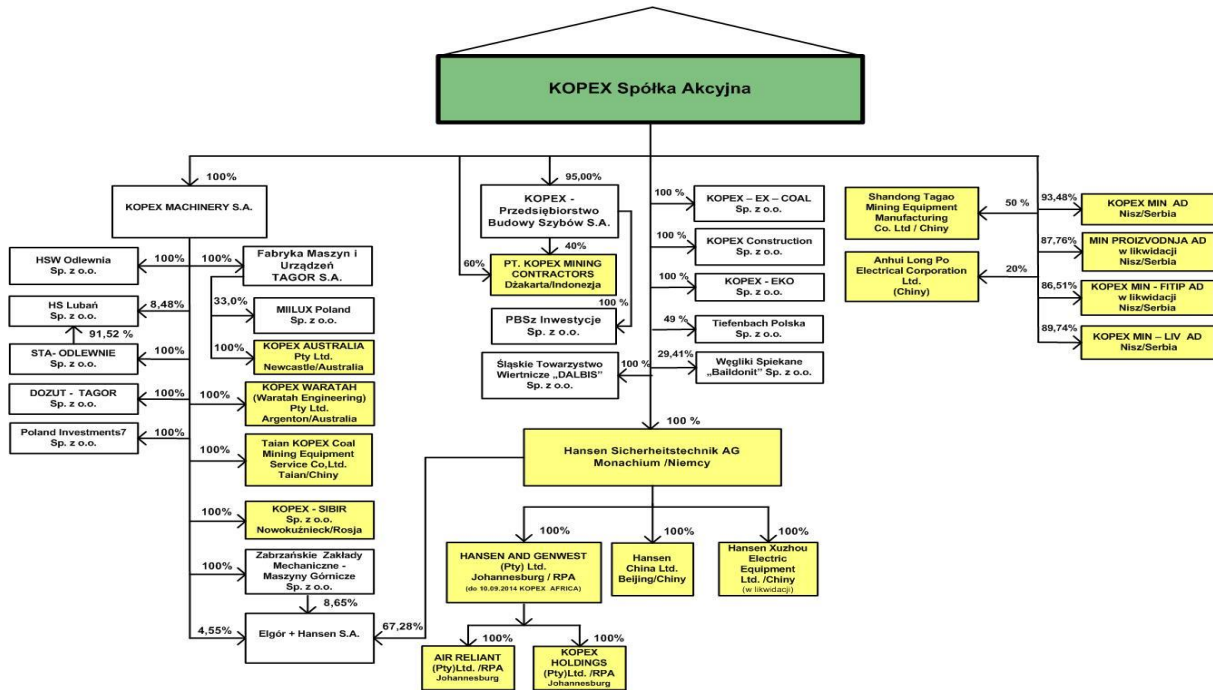 KOPEX Spółka Akcyjna
100%
KOPEX MACHINERY S.A.
HSW Odlewnia
Sp. z o.o.
100%
100%
Fabryka Maszyn i
Urządzeń
TAGOR S.A.
HS Lubań
Sp. z o.o.
8,48%
33,0%
MIILUX Poland
Sp. z o.o.
91,52 %
STA- ODLEWNIE
Sp. z o.o.
100%
100%
KOPEX AUSTRALIA
Pty Ltd.
Newcastle/Australia
DOZUT - TAGOR
Sp. z o.o.
100%
100%
KOPEX WARATAH
(Waratah Engineering)
Pty Ltd.
Argenton/Australia
Poland Investments7
Sp. z o.o.
100%
100%
Taian KOPEX Coal
Mining Equipment
Service Co,Ltd.
Taian/Chiny
100%
KOPEX - SIBIR
Sp. z o.o.
Nowokuźnieck/Rosja
100%
Zabrzańskie Zakłady
Mechaniczne -
Maszyny Górnicze
Sp. z o.o.
8,65%
4,55%
Elgór + Hansen S.A.
67,28%
95,00%
KOPEX -
Przedsiębiorstwo
Budowy Szybów S.A.
40%
60%
PT. KOPEX MINING
CONTRACTORS
Dżakarta/Indonezja
100 %
PBSz Inwestycje
Sp. z o.o.
Śląskie Towarzystwo
Wiertnicze „DALBIS”
Sp. z o.o.
100 %
100 %
KOPEX – EX – COAL
Sp. z o.o.
100 %
KOPEX Construction
Sp. z o.o.
100 %
KOPEX - EKO
Sp. z o.o.
49 %
Tiefenbach Polska
Sp. z o.o.
29,41%
Węgliki Spiekane
„Baildonit” Sp. z o.o.
100 %
Hansen Sicherheitstechnik AG
Monachium /Niemcy
100%
HANSEN AND GENWEST
(Pty) Ltd.
Johannesburg / RPA
(do 10.09.2014 KOPEX AFRICA)
100%
Hansen
China Ltd.
Beijing/Chiny
100%
Hansen Xuzhou
Electric
Equipment
Ltd. /Chiny
(w likwidacji)
100%
AIR RELIANT
(Pty)Ltd. /RPA
Johannesburg
100%
KOPEX
HOLDINGS
(Pty)Ltd. /RPA
Johannesburg
Shandong Tagao
Mining Equipment
Manufacturing
Co. Ltd / Chiny
50 %
Anhui Long Po
Electrical Corporation
Ltd.
(Chiny)
20%
93,48%
KOPEX MIN AD
Nisz/Serbia
87,76%
MIN PROIZVODNJA AD
w likwidacji
Nisz/Serbia
86,51%
KOPEX MIN - FITIP AD
w likwidacji
Nisz/Serbia
89,74%
KOPEX MIN – LIV AD
Nisz/Serbia